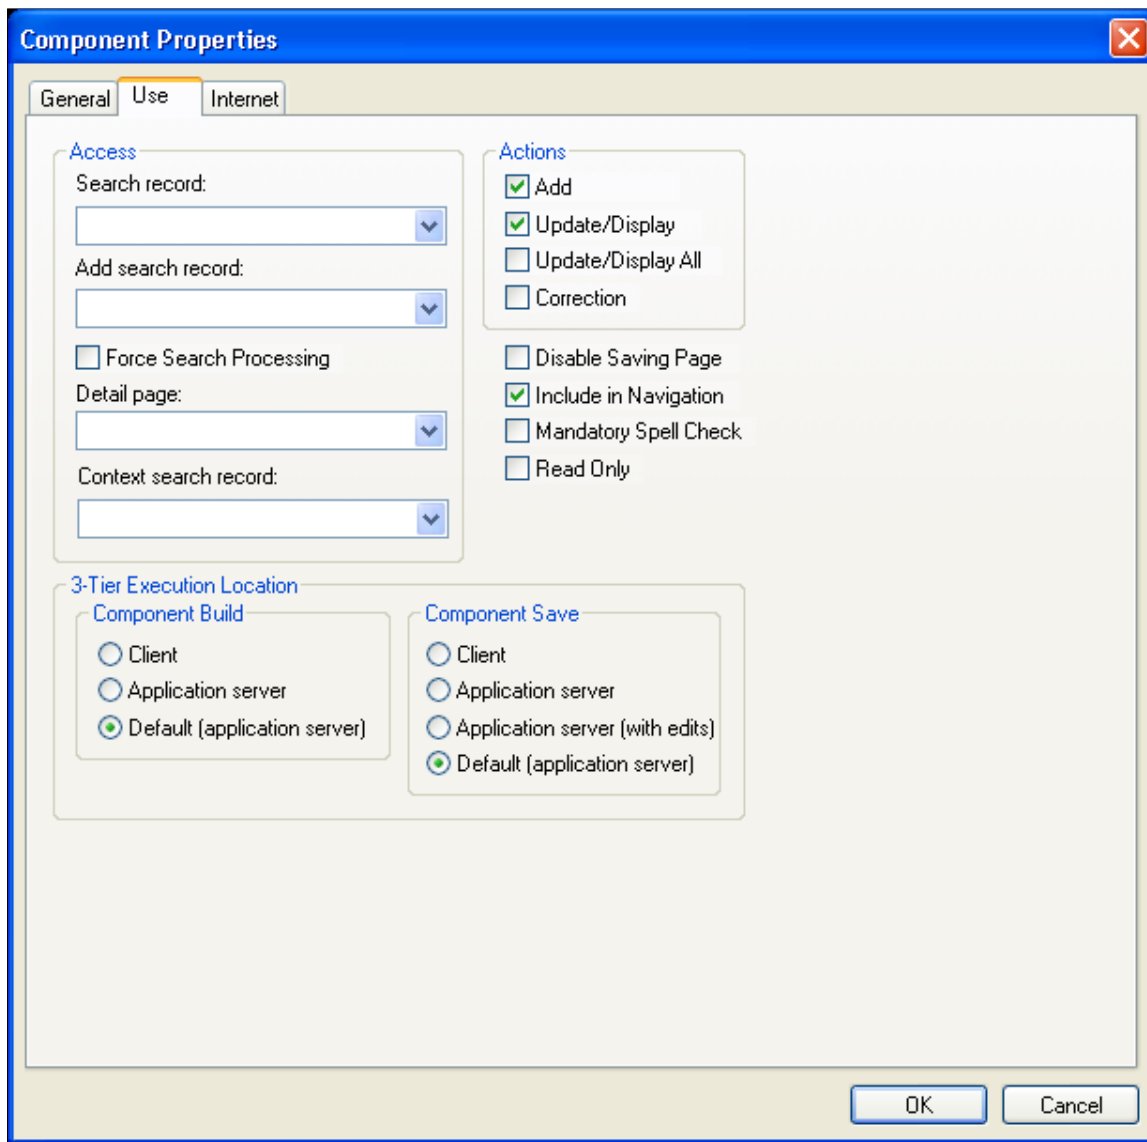 Component Properties
General Use Internet
Access
Search record:
Add search record:
Force Search Processing
Detail page:
Context search record:
Actions
Add
Update/Display
Update/Display All
Correction
Disable Saving Page
Include in Navigation
Mandatory Spell Check
Read Only
3-Tier Execution Location
Component Build
Client
Application server
Default (application server)
Component Save
Client
Application server
Application server (with edits)
Default (application server)
OK Cancel